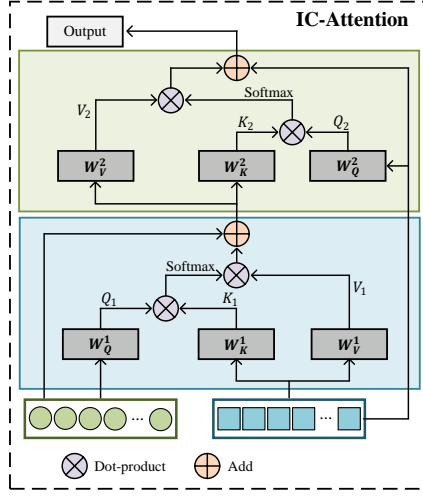 IC-Attention
Output
Softmax
V₂
K₂
Q₂
W_V^2
W_K^2
W_Q^2
Softmax
Q₁
K₁
V₁
W_Q^1
W_K^1
W_V^1
...
...
Dot-product
Add